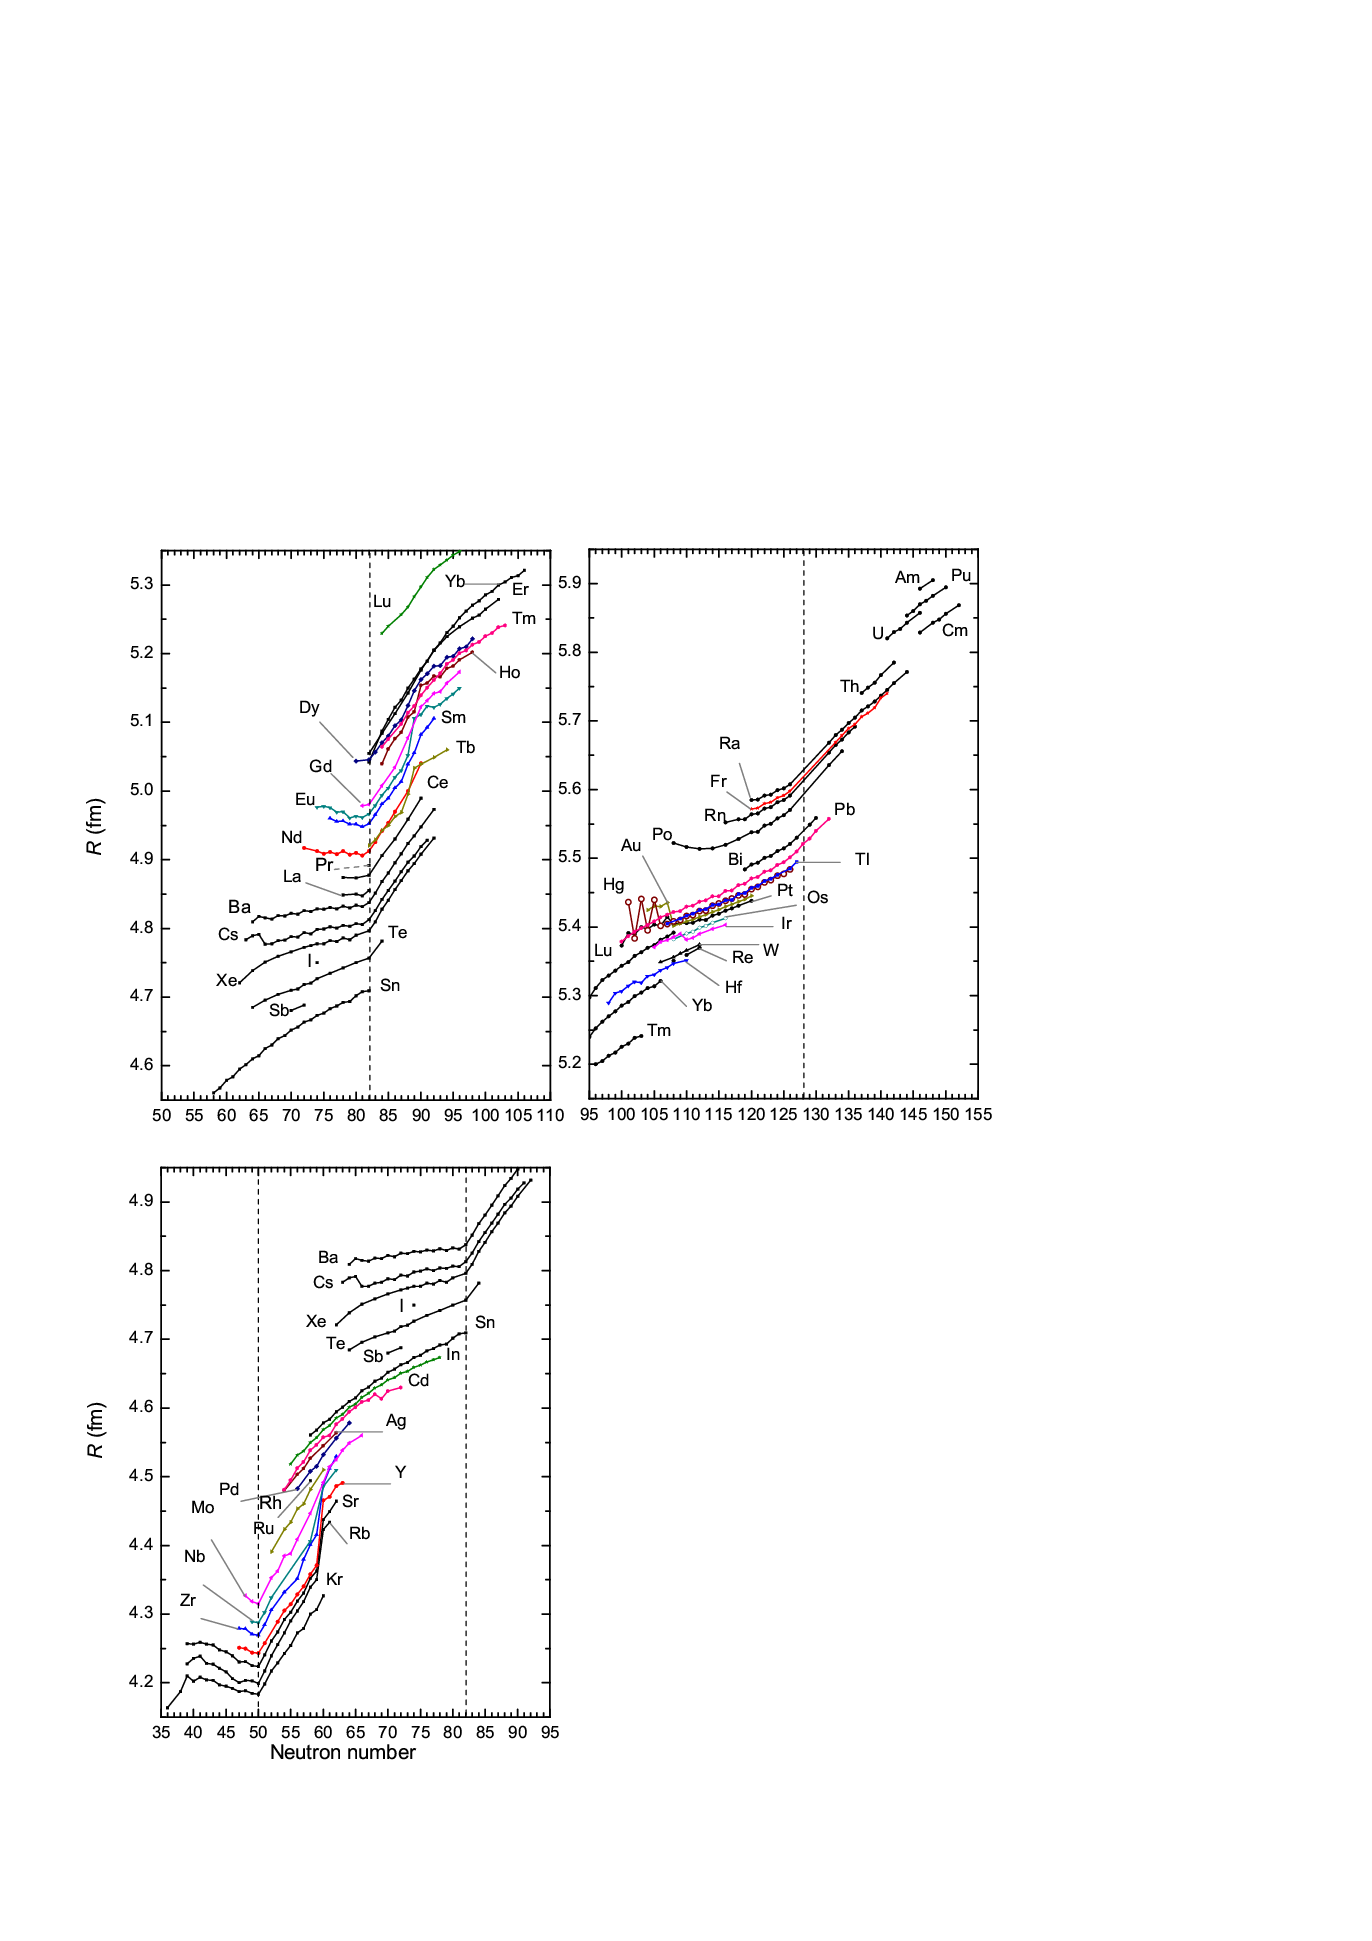 5.3
5.2
5.1
5.0
4.9
4.8
4.7
4.6
R (fm)
Yb
Er
Lu
Tm
Ho
Dy
Sm
Tb
Gd
Ce
Eu
Nd
Pr
La
Ba
Cs
Te
I
Xe
Sn
Sb
50 55 60 65 70 75 80 85 90 95 100 105 110
5.9
5.8
5.7
5.6
5.5
5.4
5.3
5.2
Am
Pu
U
Cm
Th
Ra
Fr
Rn
Pb
Po
Au
Bi
Tl
Hg
Pt
Os
Ir
Lu
W
Re
Hf
Yb
Tm
95 100 105 110 115 120 125 130 135 140 145 150 155
4.9
4.8
4.7
4.6
4.5
4.4
4.3
4.2
R (fm)
Ba
Cs
I
Xe
Sn
Te
Sb
In
Cd
Ag
Y
Pd
Rh
Sr
Mo
Ru
Rb
Nb
Kr
Zr
35 40 45 50 55 60 65 70 75 80 85 90 95
Neutron number